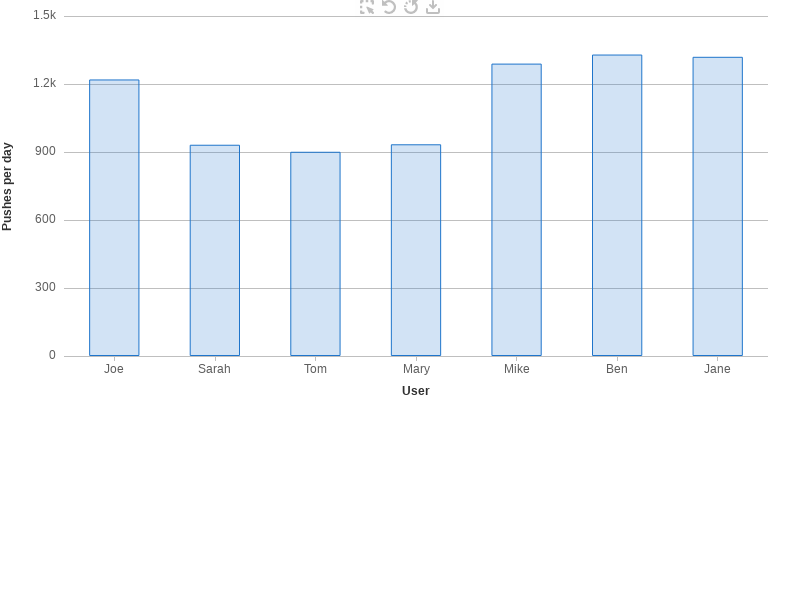 1.5k
1.2k
900
600
300
0
Pushes per day
Joe Sarah Tom Mary Mike Ben Jane
User